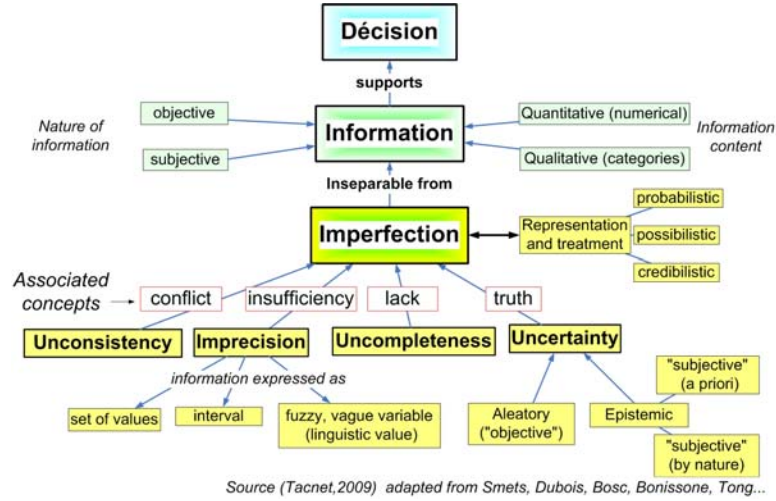 Décision
supports
objective
Quantitative (numerical)
Nature of
information
Information
Information
content
subjective
Qualitative (categories)
Inseparable from
probabilistic
Imperfection
Representation
and treatment
possibilistic
credibilistic
Associated
concepts
conflict
insufficiency
lack
truth
Unconsistency
Imprecision
Uncompleteness
Uncertainty
information expressed as
"subjective"
(a priori)
set of values
interval
fuzzy, vague variable
(linguistic value)
Aleatory
("objective")
Epistemic
"subjective"
(by nature)
Source (Tacnet,2009) adapted from Smets, Dubois, Bosc, Bonissone, Tong...